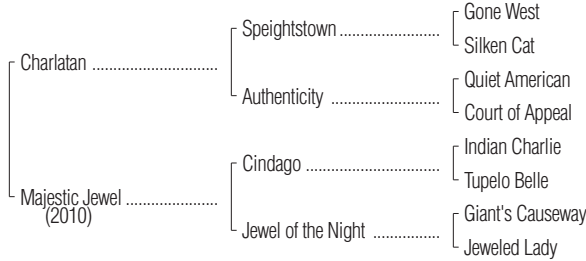 Gone West
Speightstown ....................
Silken Cat
Charlatan .........................
Quiet American
Authenticity ......................
Court of Appeal
Indian Charlie
Cindago ...........................
Tupelo Belle
Majestic Jewel ...................
(2010)
Giant's Causeway
Jewel of the Night ..............
Jeweled Lady